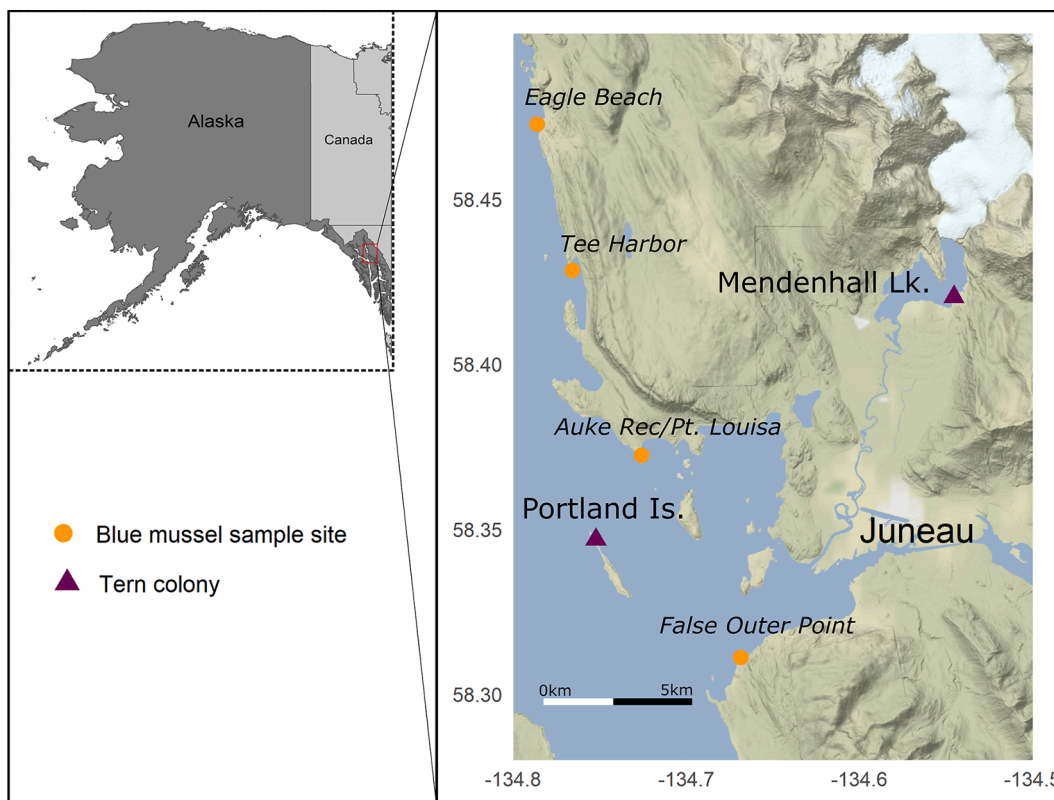 Alaska
Canada
Blue mussel sample site
Tern colony
Eagle Beach
58.45
Tee Harbor
Mendenhall Lk.
58.40
Auke Rec/Pt. Louisa
Portland Is.
58.35
Juneau
False Outer Point
58.30
0km 5km
-134.8 -134.7 -134.6 -134.5